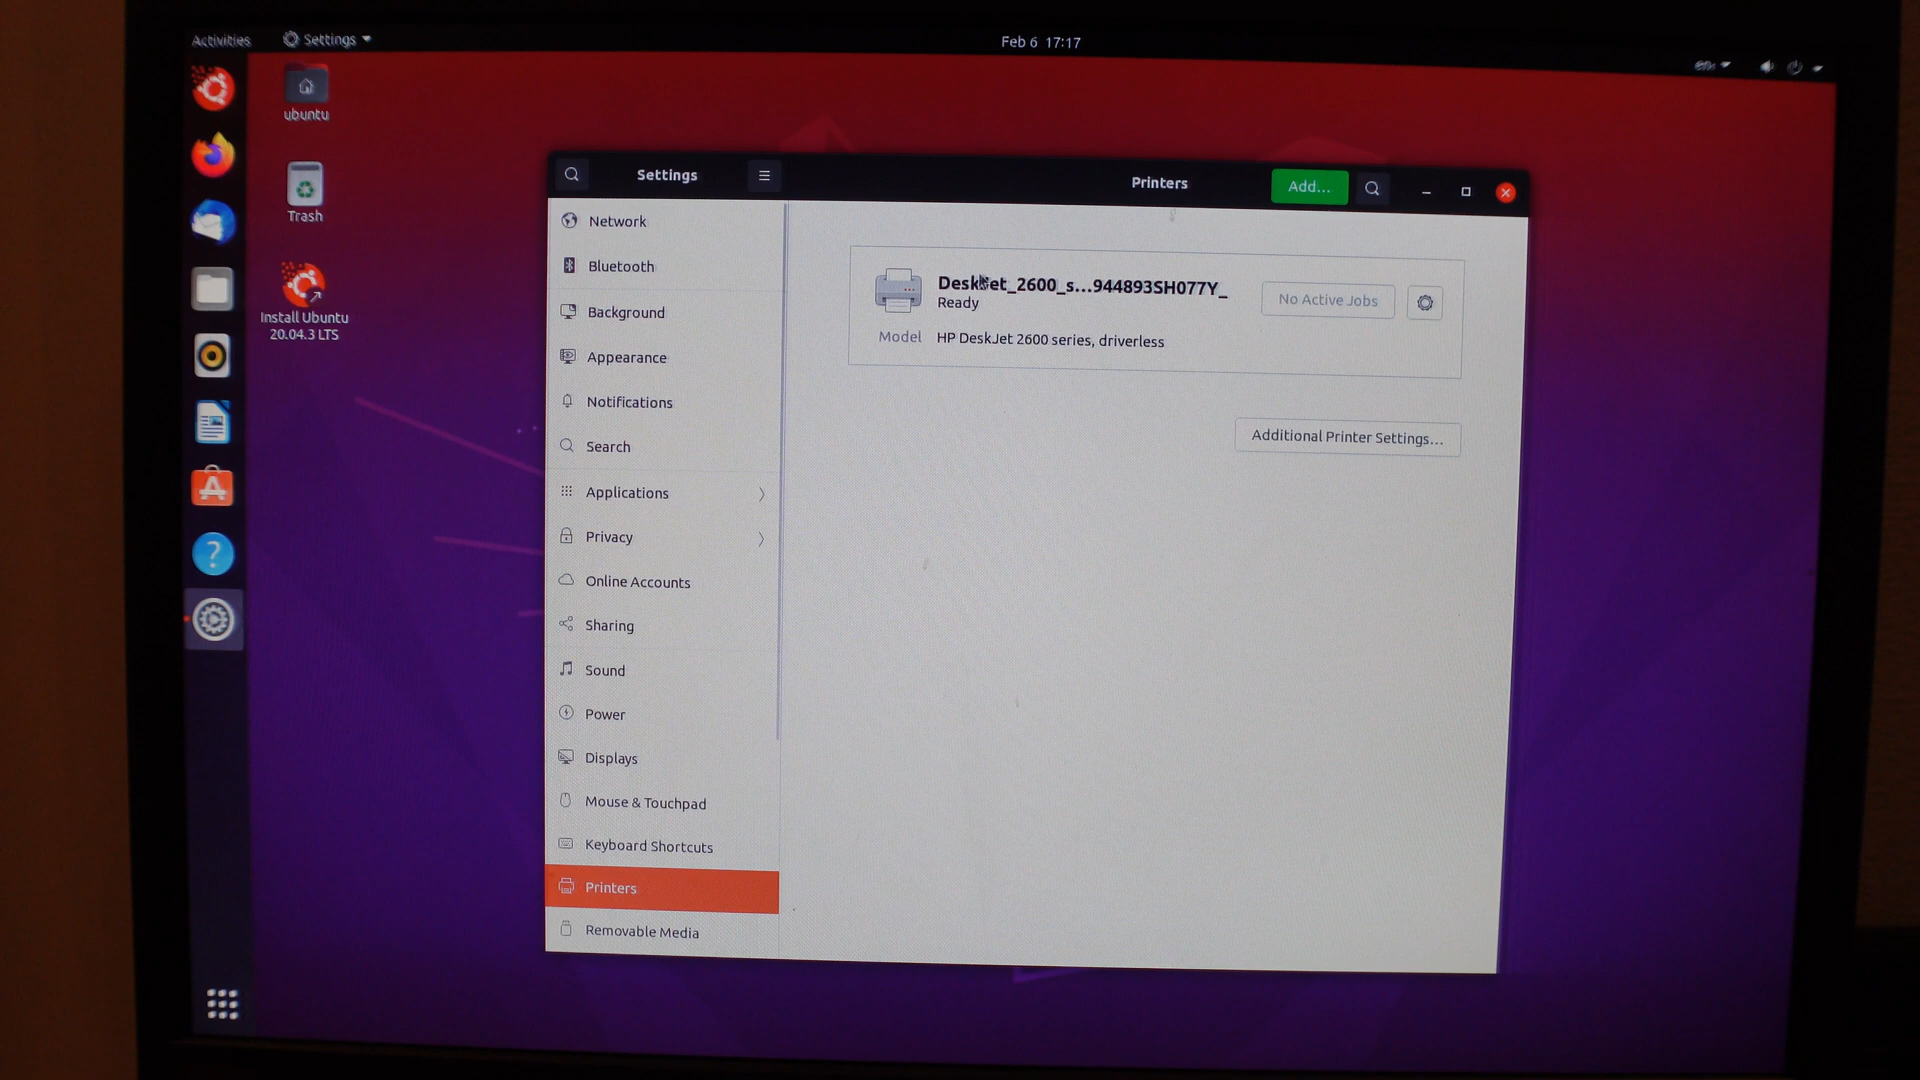 Activities
Settings
Feb 6 17:17
en₁
ubuntu
Trash
Install Ubuntu
20.04.3 LTS
Settings
Printers
Add...
Network
Bluetooth
Background
Appearance
Notifications
Search
Applications
Privacy
Online Accounts
Sharing
Sound
Power
Displays
Mouse & Touchpad
Keyboard Shortcuts
Printers
Removable Media
DeskJet_2600_s...944893SH077Y_
Ready
No Active Jobs
Model HP DeskJet 2600 series, driverless
Additional Printer Settings...